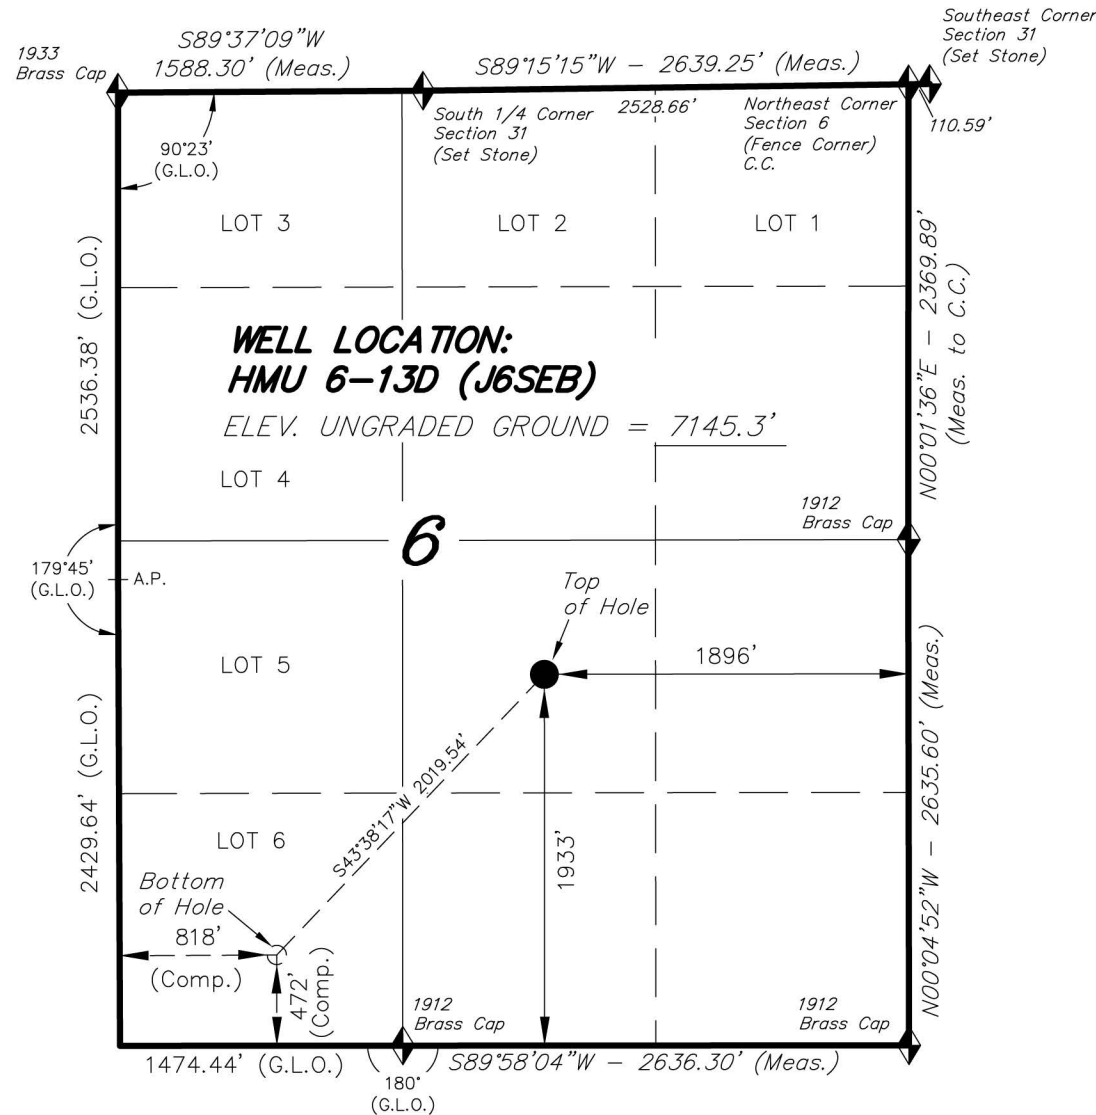 1933
Brass Cap
S89°37'09"W
1588.30' (Meas.)
S89°15'15"W – 2639.25' (Meas.)
Southeast Corner
Section 31
(Set Stone)
South 1/4 Corner
Section 31
(Set Stone)
2528.66'
Northeast Corner
Section 6
(Fence Corner)
C.C.
110.59'
90°23'
(G.L.O.)
LOT 3
LOT 2
LOT 1
2536.38' (G.L.O.)
N00°01'36"E – 2369.89'
(Meas. to C.C.)
WELL LOCATION:
HMU 6–13D (J6SEB)
ELEV. UNGRADED GROUND = 7145.3'
LOT 4
1912
Brass Cap
6
179°45'
(G.L.O.)
A.P.
Top
of Hole
LOT 5
1896'
2429.64' (G.L.O.)
S43°38'17"W 2019.54'
1933'
N00°04'52"W – 2635.60' (Meas.)
LOT 6
Bottom
of Hole
818'
(Comp.)
472'
(Comp.)
1912
Brass Cap
1912
Brass Cap
1474.44' (G.L.O.)
180°
(G.L.O.)
S89°58'04"W – 2636.30' (Meas.)